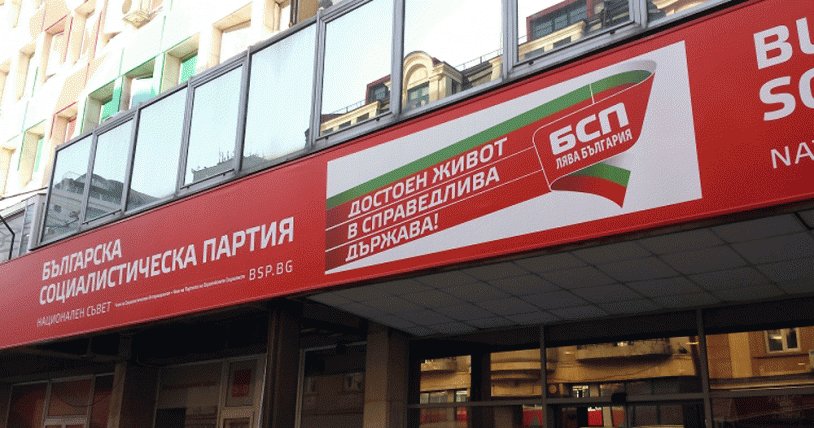 БЪЛГАРСКА
СОЦИАЛИСТИЧЕСКА ПАРТИЯ
НАЦИОНАЛЕН СЪВЕТ
BSP.BG
ДОСТОЕН ЖИВОТ
В СПРАВЕДЛИВА
ДЪРЖАВА!
БСП
ЛЯВА БЪЛГАРИЯ
BU
SO
NA